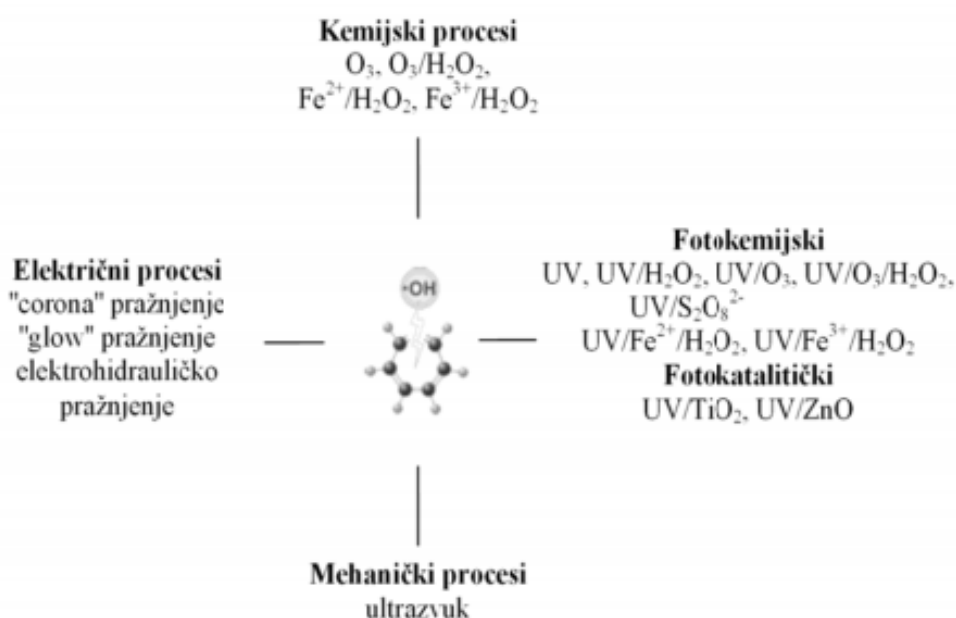 Kemijski procesi
O₃, O₃/H₂O₂,
Fe²⁺/H₂O₂, Fe³⁺/H₂O₂
Električni procesi
"corona" pražnjenje
"glow" pražnjenje
elektrohidrauličko
pražnjenje
•OH
Fotokemijski
UV, UV/H₂O₂, UV/O₃, UV/O₃/H₂O₂,
UV/S₂O₈²⁻
UV/Fe²⁺/H₂O₂, UV/Fe³⁺/H₂O₂
Fotokatalitički
UV/TiO₂, UV/ZnO
Mehanički procesi
ultrazvuk